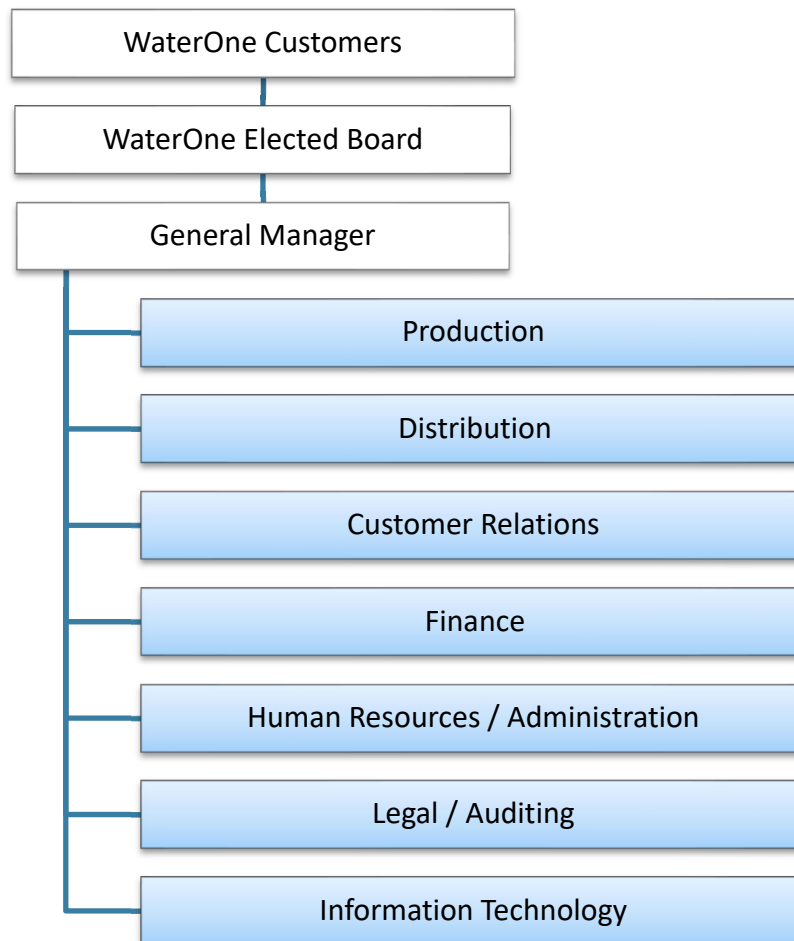 WaterOne Customers
WaterOne Elected Board
General Manager
Production
Distribution
Customer Relations
Finance
Human Resources / Administration
Legal / Auditing
Information Technology